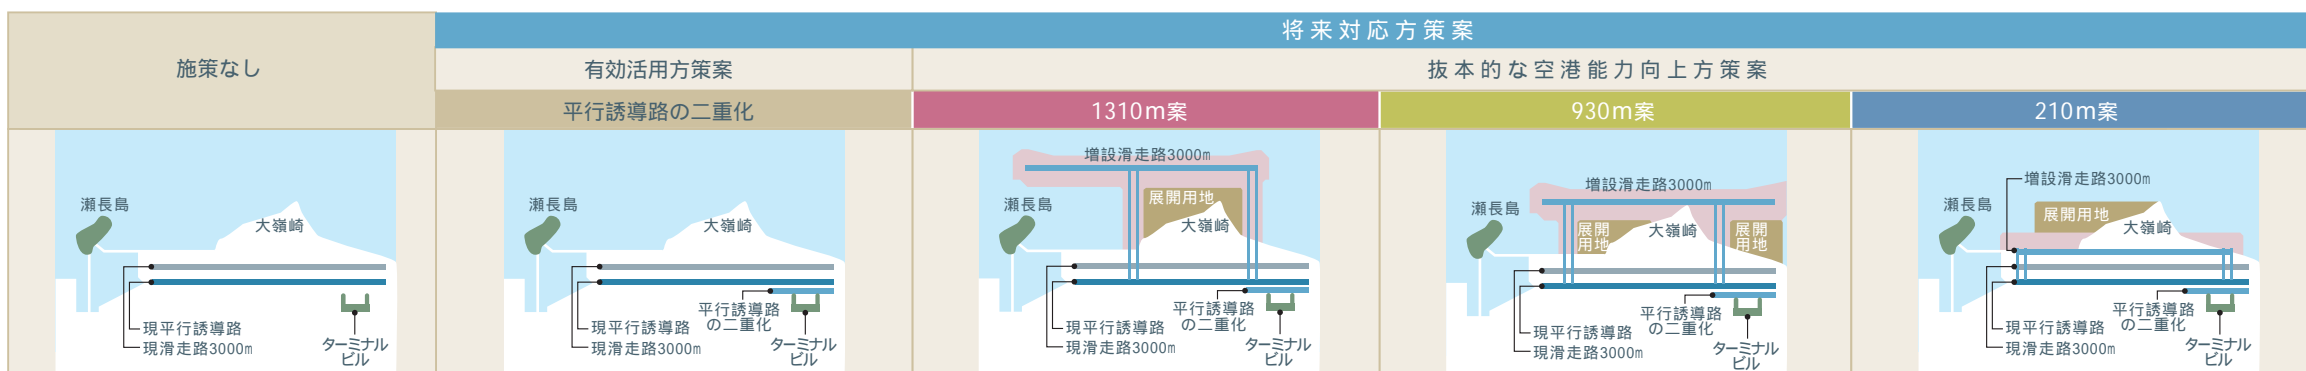 将来対応方策案
施策なし
有効活用方策案
抜本的な空港能力向上方策案
平行誘導路の二重化
1310m案
930m案
210m案
瀬長島
大嶺崎
現平行誘導路
現滑走路3000m
ターミナル
ビル
瀬長島
大嶺崎
平行誘導路
の二重化
現平行誘導路
現滑走路3000m
ターミナル
ビル
増設滑走路3000m
展開用地
瀬長島
大嶺崎
平行誘導路
の二重化
現平行誘導路
現滑走路3000m
ターミナル
ビル
増設滑走路3000m
瀬長島
展開
用地
大嶺崎
展開
用地
平行誘導路
の二重化
現平行誘導路
現滑走路3000m
ターミナル
ビル
増設滑走路3000m
瀬長島
展開用地
大嶺崎
平行誘導路
の二重化
現平行誘導路
現滑走路3000m
ターミナル
ビル